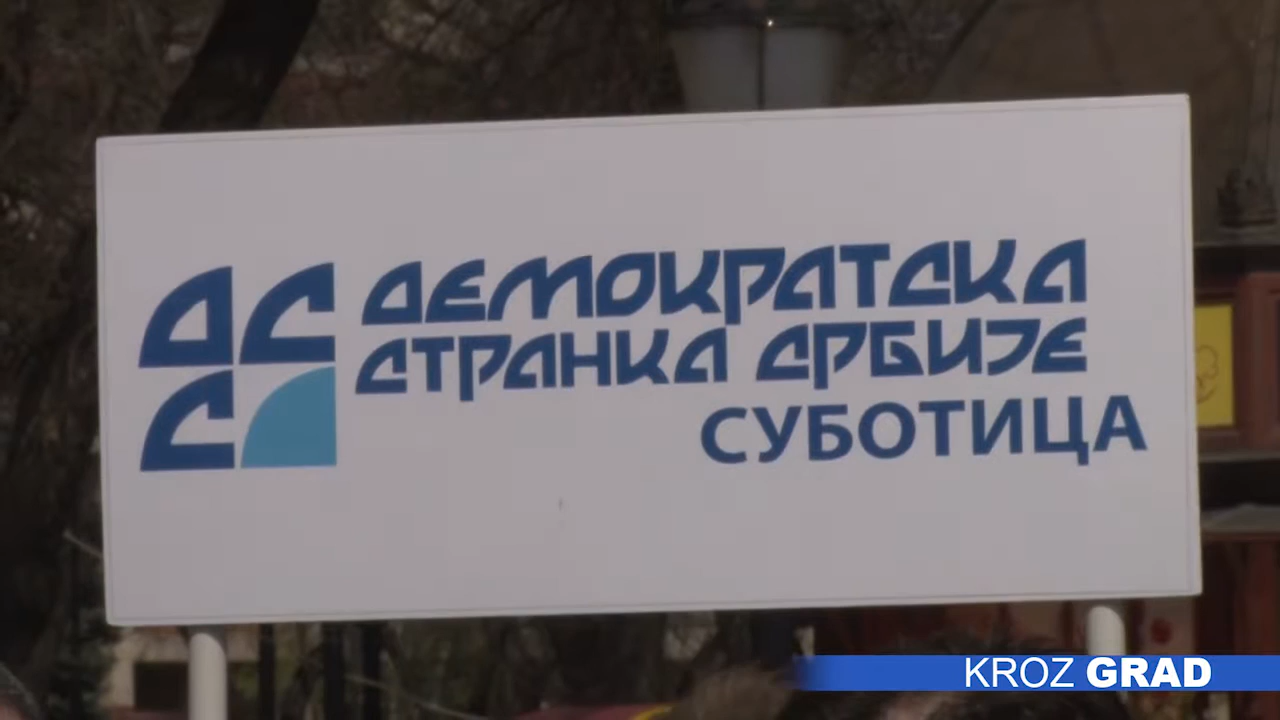 ДС
С
ДЕМОКРАТСКА
СТРАНКА СРБИЈЕ
СУБОТИЦА
KROZ GRAD